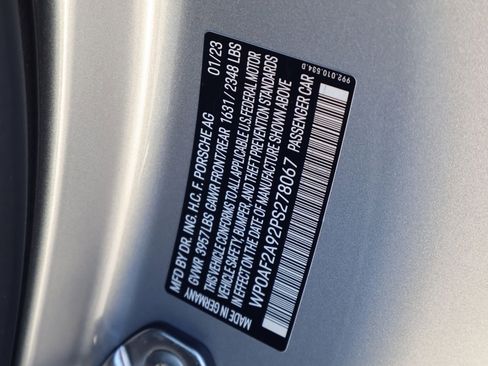 MFD BY DR. ING. H.C. F. PORSCHE AG 01/23
GVWR 3957 LBS GAWR FRONT/REAR 1631/2348 LBS
THIS VEHICLE CONFORMS TO ALL APPLICABLE U.S. FEDERAL MOTOR
VEHICLE SAFETY, BUMPER, AND THEFT PREVENTION STANDARDS
IN EFFECT ON THE DATE OF MANUFACTURE SHOWN ABOVE
WP0AF2A92PS278067 PASSENGER CAR
MADE IN GERMANY
992.010.534.D